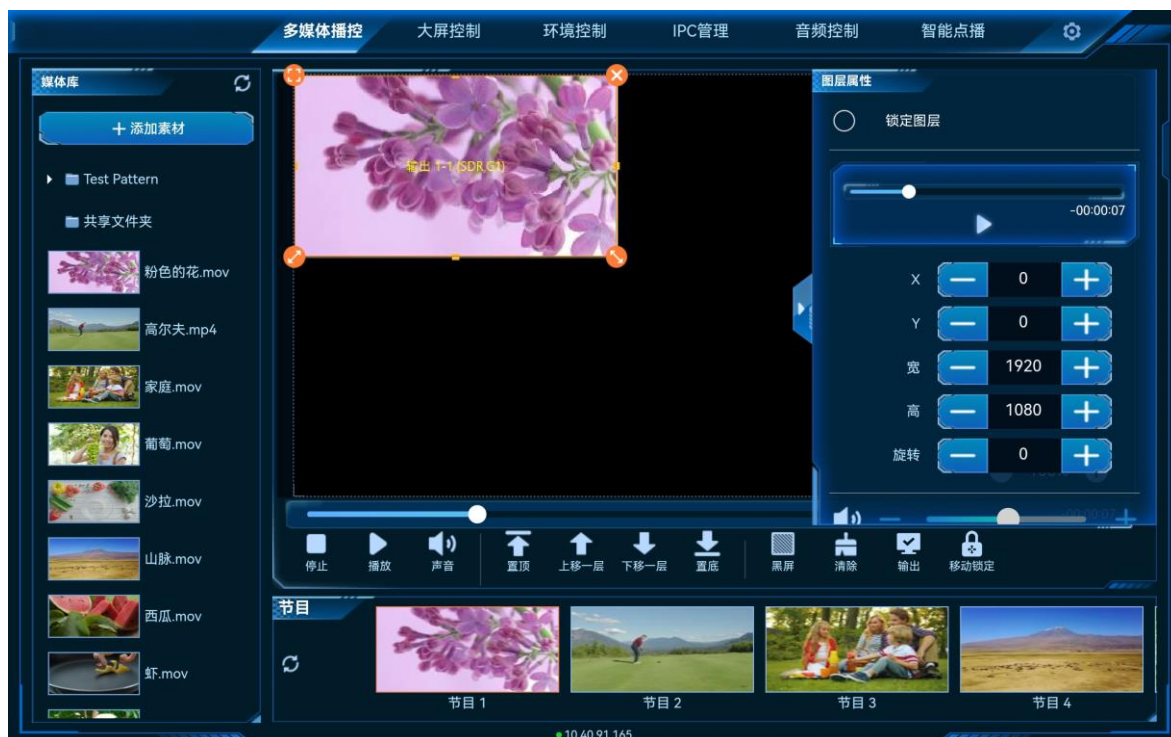 多媒体播控
大屏控制
环境控制
IPC管理
音频控制
智能点播
媒体库
+ 添加素材
Test Pattern
共享文件夹
粉色的花.mov
高尔夫.mp4
家庭.mov
葡萄.mov
沙拉.mov
山脉.mov
西瓜.mov
虾.mov
输出 1-1 (SDR,G1)
图层属性
锁定图层
-00:00:07
X
0
Y
0
宽
1920
高
1080
旋转
0
停止
播放
声音
置顶
上移一层
下移一层
置底
黑屏
清除
输出
移动锁定
节目
节目 1
节目 2
节目 3
节目 4
10.40.91.165